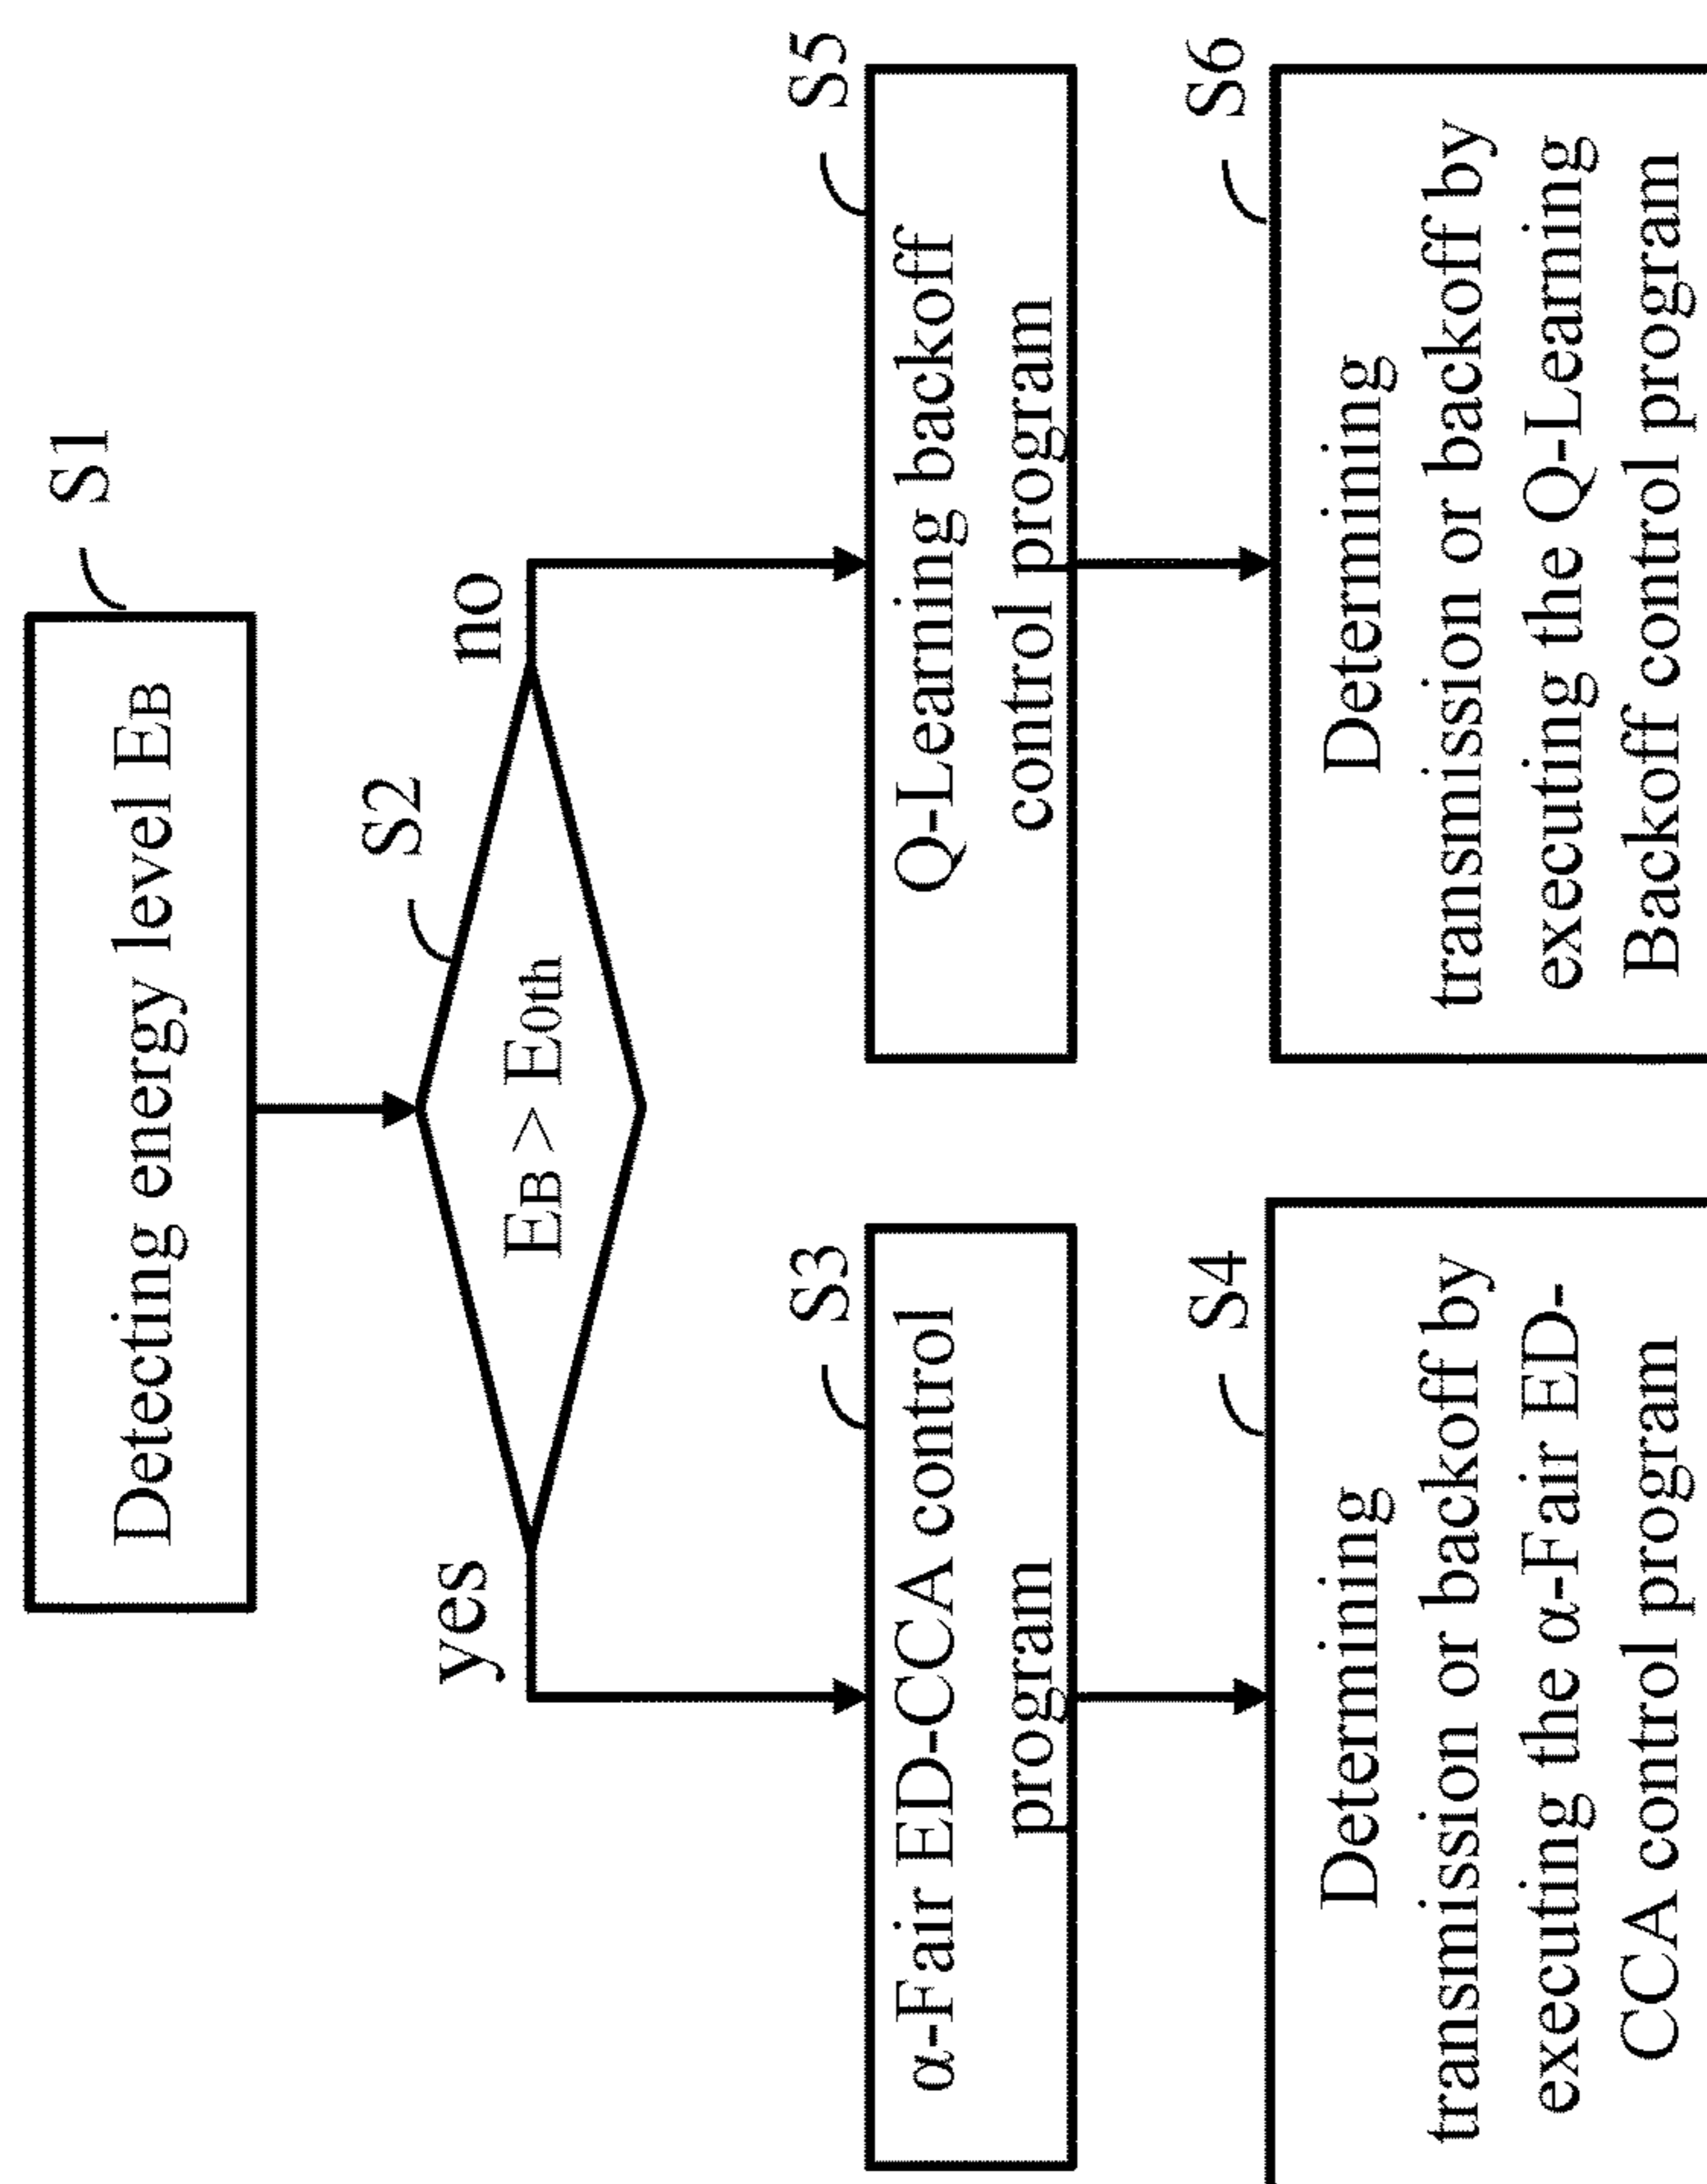 Detecting energy level EB
S1
S2
EB > E0th
yes
no
S3
α-Fair ED-CCA control
program
S4
Determining
transmission or backoff by
executing the α-Fair ED-
CCA control program
S5
Q-Learning backoff
control program
S6
Determining
transmission or backoff by
executing the Q-Learning
Backoff control program